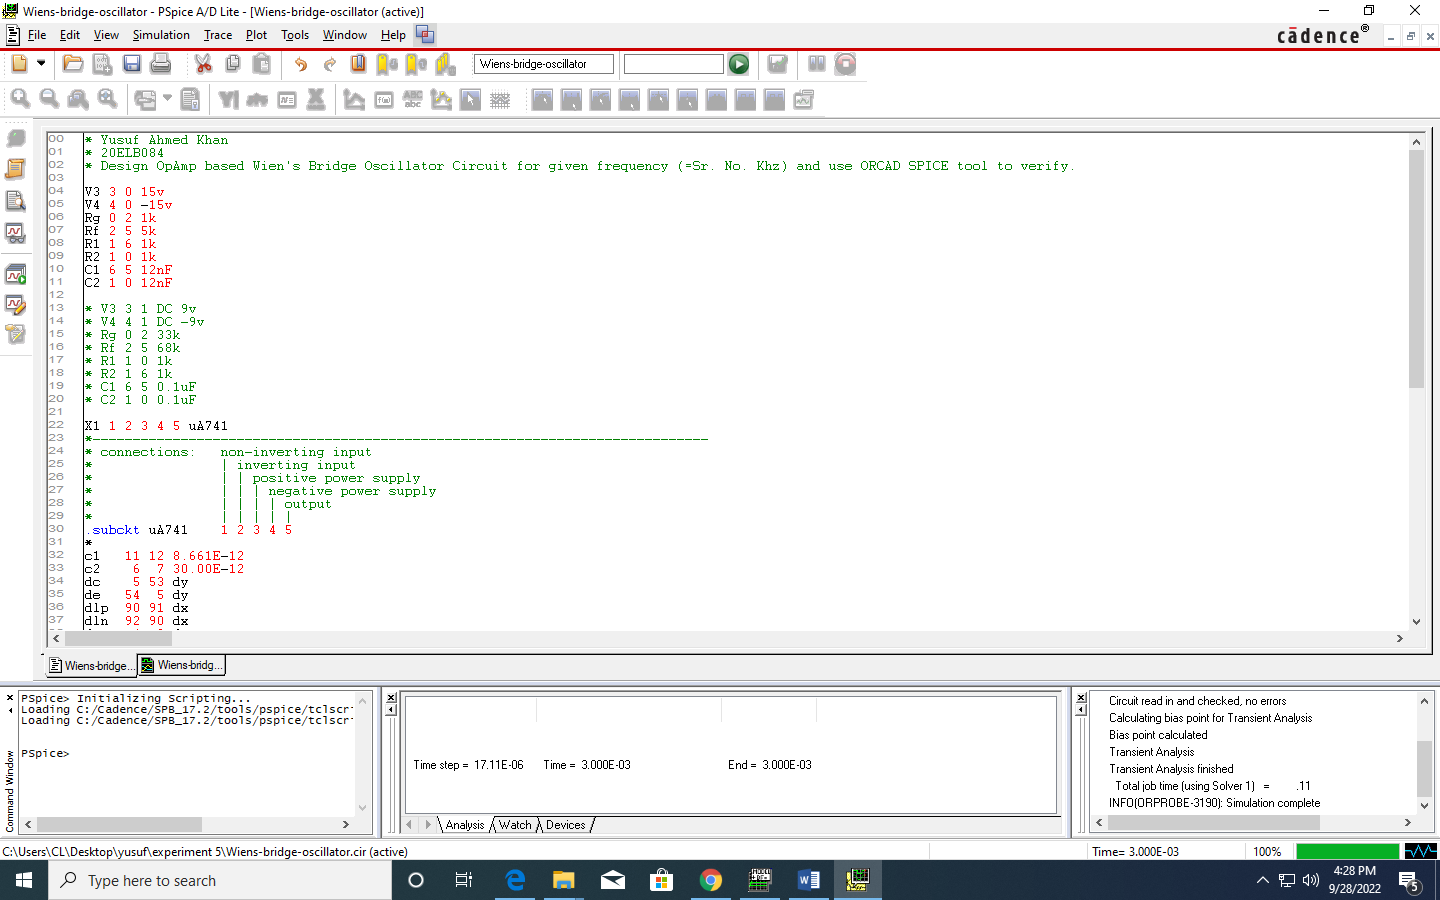 Wiens-bridge-oscillator - PSpice A/D Lite - [Wiens-bridge-oscillator (active)]
File Edit View Simulation Trace Plot Tools Window Help
cādence®
Wiens-bridge-oscillator
00 * Yusuf Ahmed Khan
01 * 20ELB084
02 * Design OpAmp based Wien's Bridge Oscillator Circuit for given frequency (=Sr. No. Khz) and use ORCAD SPICE tool to verify.
03
04 V3 3 0 15v
05 V4 4 0 -15v
06 Rg 0 2 1k
07 Rf 2 5 5k
08 R1 1 6 1k
09 R2 1 0 1k
10 C1 6 5 12nF
11 C2 1 0 12nF
12
13 * V3 3 1 DC 9v
14 * V4 4 1 DC -9v
15 * Rg 0 2 33k
16 * Rf 2 5 68k
17 * R1 1 0 1k
18 * R2 1 6 1k
19 * C1 6 5 0.1uF
20 * C2 1 0 0.1uF
21
22 X1 1 2 3 4 5 uA741
23 *-----------------------------------------------------------------------------
24 * connections: non-inverting input
25 * | inverting input
26 * | | positive power supply
27 * | | | negative power supply
28 * | | | | output
29 * | | | | |
30 .subckt uA741 1 2 3 4 5
31 *
32 c1 11 12 8.661E-12
33 c2 6 7 30.00E-12
34 dc 5 53 dy
35 de 54 5 dy
36 dlp 90 91 dx
37 dln 92 90 dx
Wiens-bridge... Wiens-bridg...
Command Window
PSpice> Initializing Scripting...
Loading C:/Cadence/SPB_17.2/tools/pspice/tclscr
Loading C:/Cadence/SPB_17.2/tools/pspice/tclscr
PSpice>
Time step = 17.11E-06 Time = 3.000E-03 End = 3.000E-03
Analysis Watch Devices
Circuit read in and checked, no errors
Calculating bias point for Transient Analysis
Bias point calculated
Transient Analysis
Transient Analysis finished
Total job time (using Solver 1) = .11
INFO(ORPROBE-3190): Simulation complete
C:\Users\CL\Desktop\yusuf\experiment 5\Wiens-bridge-oscillator.cir (active) Time= 3.000E-03 100%
Type here to search
4:28 PM
9/28/2022
5